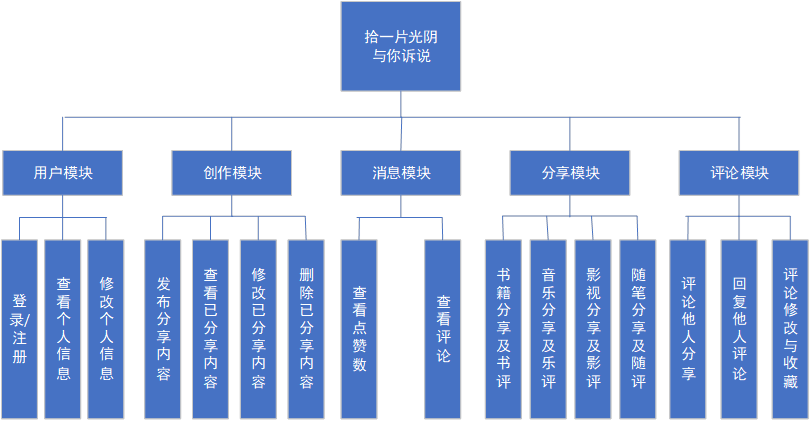 拾一片光阴
与你诉说
用户模块
创作模块
消息模块
分享模块
评论模块
登录/注册
查看个人信息
修改个人信息
发布分享内容
查看已分享内容
修改已分享内容
删除已分享内容
查看点赞数
查看评论
书籍分享及书评
音乐分享及乐评
影视分享及影评
随笔分享及随评
评论他人分享
回复他人评论
评论修改与收藏